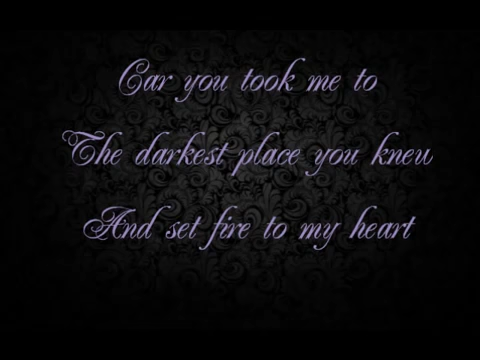 Car you took me to
The darkest place you knew
And set fire to my heart